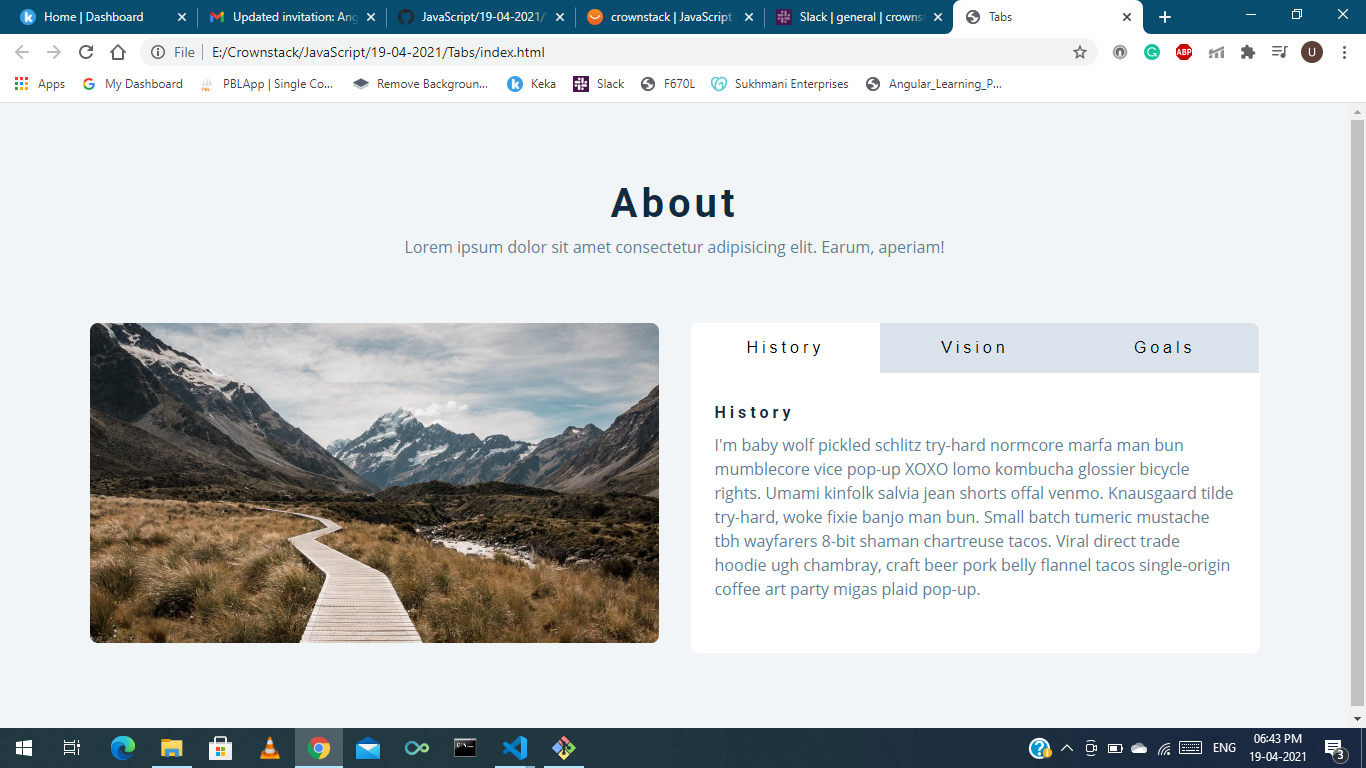 Home | Dashboard
Updated invitation: Ang
JavaScript/19-04-2021/
crownstack | JavaScript
Slack | general | crowns
Tabs
File
E:/Crownstack/JavaScript/19-04-2021/Tabs/index.html
ABP
U
Apps
My Dashboard
PBLApp | Single Co...
Remove Backgroun...
Keka
Slack
F670L
Sukhmani Enterprises
Angular_Learning_P...
About
Lorem ipsum dolor sit amet consectetur adipisicing elit. Earum, aperiam!
History
Vision
Goals
History
I'm baby wolf pickled schlitz try-hard normcore marfa man bun
mumblecore vice pop-up XOXO lomo kombucha glossier bicycle
rights. Umami kinfolk salvia jean shorts offal venmo. Knausgaard tilde
try-hard, woke fixie banjo man bun. Small batch tumeric mustache
tbh wayfarers 8-bit shaman chartreuse tacos. Viral direct trade
hoodie ugh chambray, craft beer pork belly flannel tacos single-origin
coffee art party migas plaid pop-up.
ENG
06:43 PM
19-04-2021
3